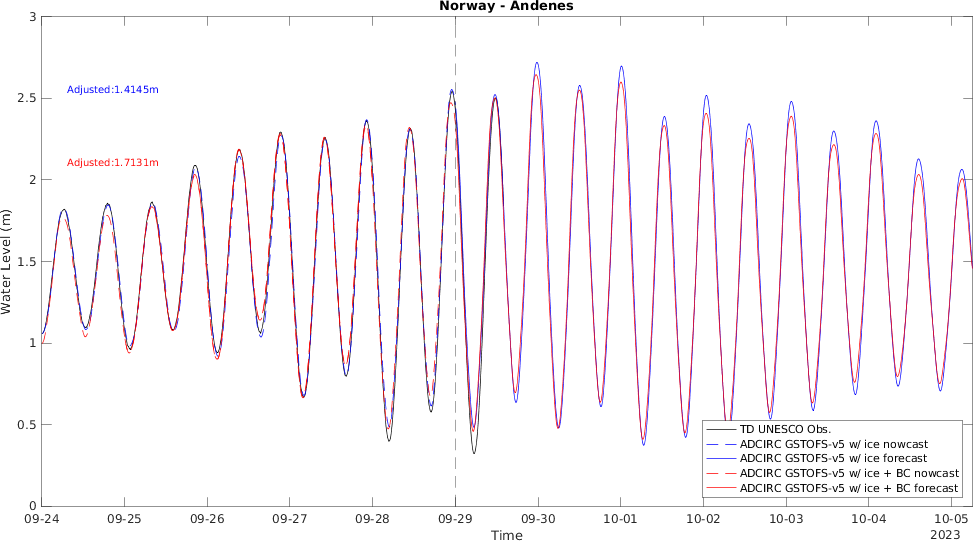 Norway - Andenes
3
2.5
2
1.5
1
0.5
0
Water Level (m)
Adjusted:1.4145m
Adjusted:1.7131m
TD UNESCO Obs.
ADCIRC GSTOFS-v5 w/ ice nowcast
ADCIRC GSTOFS-v5 w/ ice forecast
ADCIRC GSTOFS-v5 w/ ice + BC nowcast
ADCIRC GSTOFS-v5 w/ ice + BC forecast
09-24 09-25 09-26 09-27 09-28 09-29 09-30 10-01 10-02 10-03 10-04 10-05
Time
2023